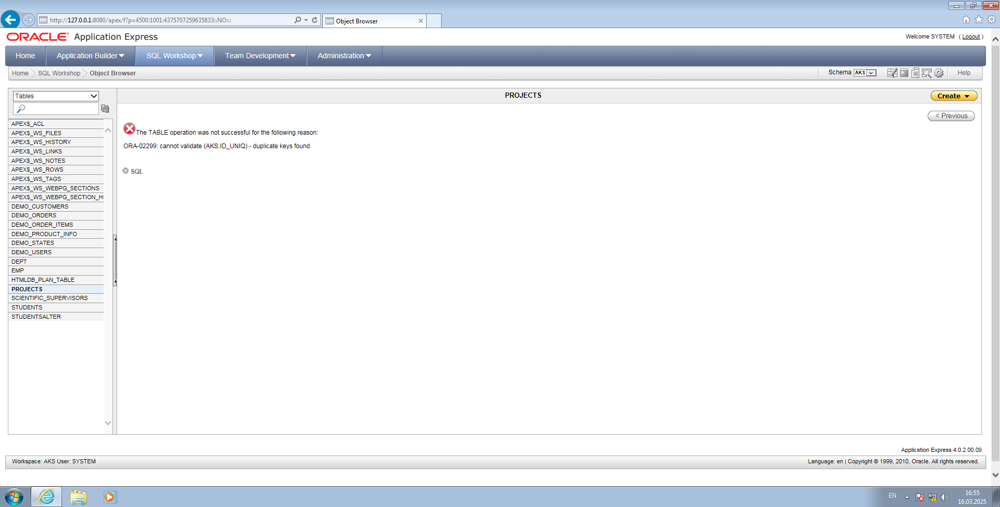 http://127.0.0.1:8080/apex/f?p=4500:1001:4375707259635833::NO:::
Object Browser
ORACLE Application Express
Welcome SYSTEM ( Logout )
Home
Application Builder
SQL Workshop
Team Development
Administration
Home
SQL Workshop
Object Browser
Schema AKS
Help
Tables
PROJECTS
Create
< Previous
APEX$_ACL
APEX$_WS_FILES
APEX$_WS_HISTORY
APEX$_WS_LINKS
APEX$_WS_NOTES
APEX$_WS_ROWS
APEX$_WS_TAGS
APEX$_WS_WEBPG_SECTIONS
APEX$_WS_WEBPG_SECTION_HI
DEMO_CUSTOMERS
DEMO_ORDERS
DEMO_ORDER_ITEMS
DEMO_PRODUCT_INFO
DEMO_STATES
DEMO_USERS
DEPT
EMP
HTMLDB_PLAN_TABLE
PROJECTS
SCIENTIFIC_SUPERVISORS
STUDENTS
STUDENTSALTER
The TABLE operation was not successful for the following reason:
ORA-02299: cannot validate (AKS.ID_UNIQ) - duplicate keys found
SQL
Application Express 4.0.2.00.09
Workspace: AKS User: SYSTEM
Language: en | Copyright © 1999, 2010, Oracle. All rights reserved.
EN
16:55
16.03.2025